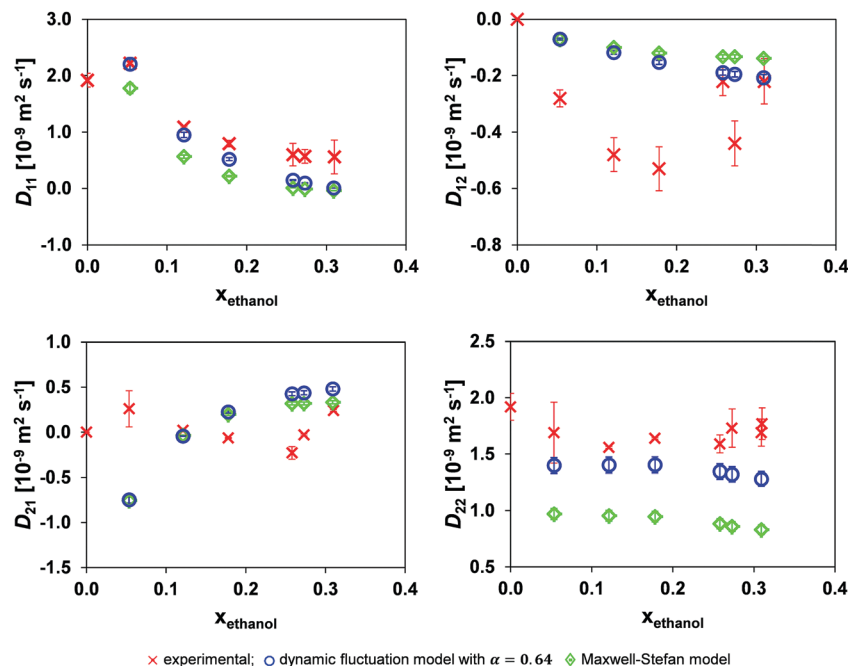 3.0
2.0
1.0
0.0
-1.0
0.0 0.1 0.2 0.3 0.4
D₁₁ [10⁻⁹ m² s⁻¹]
xethanol
0.0
-0.2
-0.4
-0.6
-0.8
0.0 0.1 0.2 0.3 0.4
D₁₂ [10⁻⁹ m² s⁻¹]
xethanol
1.0
0.5
0.0
-0.5
-1.0
-1.5
0.0 0.1 0.2 0.3 0.4
D₂₁ [10⁻⁹ m² s⁻¹]
xethanol
2.5
2.0
1.5
1.0
0.5
0.0 0.1 0.2 0.3 0.4
D₂₂ [10⁻⁹ m² s⁻¹]
xethanol
experimental; dynamic fluctuation model with α = 0.64 Maxwell-Stefan model